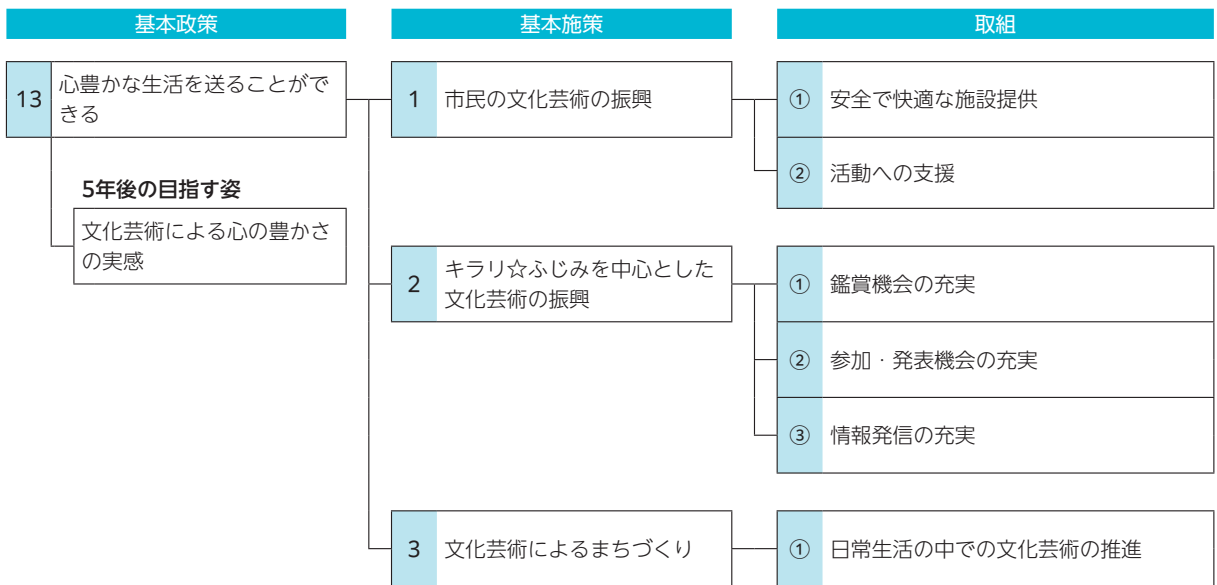 基本政策
基本施策
取組
13
心豊かな生活を送ることがで
きる
5年後の目指す姿
文化芸術による心の豊かさ
の実感
1
市民の文化芸術の振興
①
安全で快適な施設提供
②
活動への支援
2
キラリ☆ふじみを中心とした
文化芸術の振興
①
鑑賞機会の充実
②
参加・発表機会の充実
③
情報発信の充実
3
文化芸術によるまちづくり
①
日常生活の中での文化芸術の推進